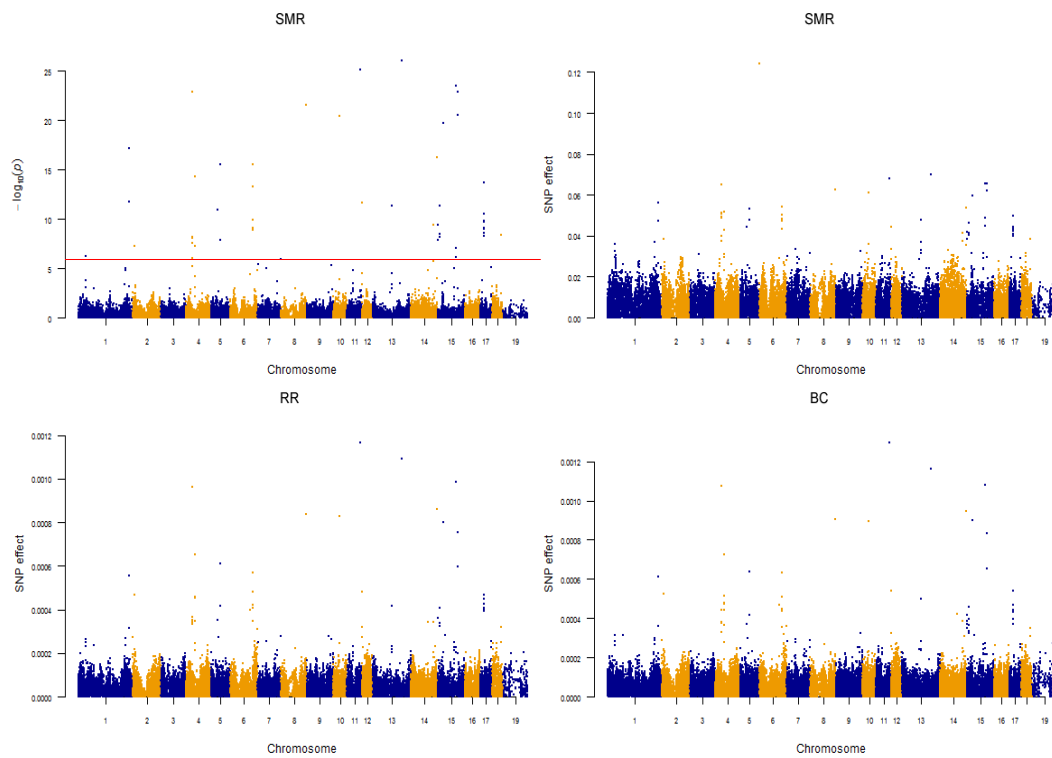 SMR
25
20
15
10
5
0
− log₁₀(p)
1 2 3 4 5 6 7 8 9 10 11 12 13 14 15 16 17 19
Chromosome
SMR
0.12
0.10
0.08
0.06
0.04
0.02
0.00
SNP effect
1 2 3 4 5 6 7 8 9 10 11 12 13 14 15 16 17 18 19
Chromosome
RR
0.0012
0.0010
0.0008
0.0006
0.0004
0.0002
0.0000
SNP effect
1 2 3 4 5 6 7 8 9 10 11 12 13 14 15 16 17 19
Chromosome
BC
0.0012
0.0010
0.0008
0.0006
0.0004
0.0002
0.0000
SNP effect
1 2 3 4 5 6 7 8 9 10 11 12 13 14 15 16 17 18 19
Chromosome